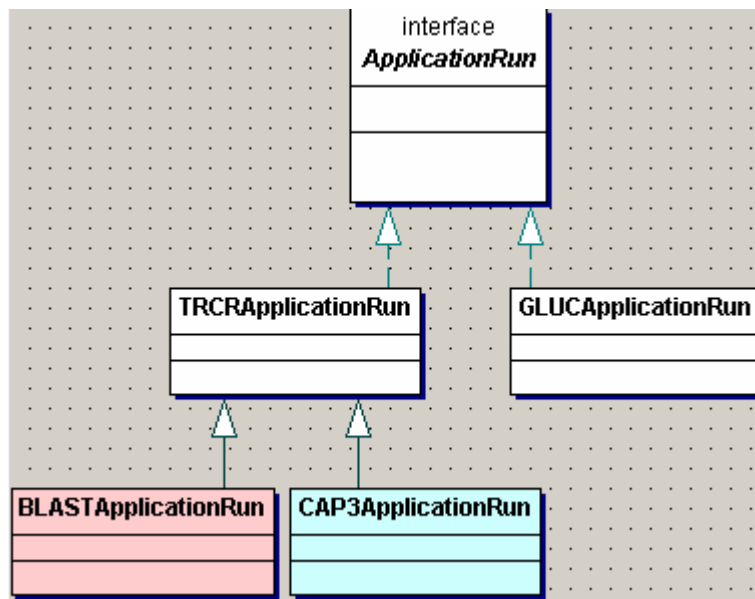 interface
ApplicationRun
TRCRApplicationRun
GLUCApplicationRun
BLASTApplicationRun
CAP3ApplicationRun